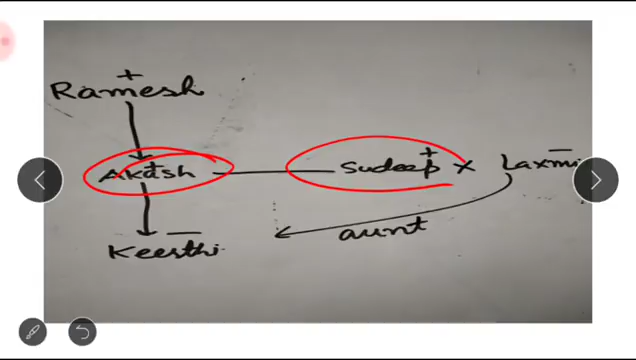 +
Ramesh
+
Akash — Sudeep + × Laxmi —
aunt
—
Keerthi